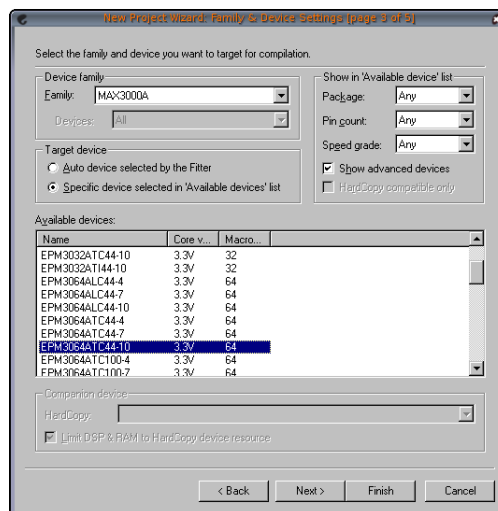 New Project Wizard: Family & Device Settings [page 3 of 5]
Select the family and device you want to target for compilation.
Device family
Family: MAX3000A
Devices: All
Show in 'Available device' list
Package: Any
Pin count: Any
Speed grade: Any
Show advanced devices
HardCopy compatible only
Target device
Auto device selected by the Fitter
Specific device selected in 'Available devices' list
Available devices:
Name Core v... Macro...
EPM3032ATC44-10 3.3V 32
EPM3032ATI44-10 3.3V 32
EPM3064ALC44-4 3.3V 64
EPM3064ALC44-7 3.3V 64
EPM3064ALC44-10 3.3V 64
EPM3064ATC44-4 3.3V 64
EPM3064ATC44-7 3.3V 64
EPM3064ATC44-10 3.3V 64
EPM3064ATC100-4 3.3V 64
EPM3064ATC100-7 3.3V 64
Companion device
HardCopy:
Limit DSP & RAM to HardCopy device resource
< Back Next > Finish Cancel